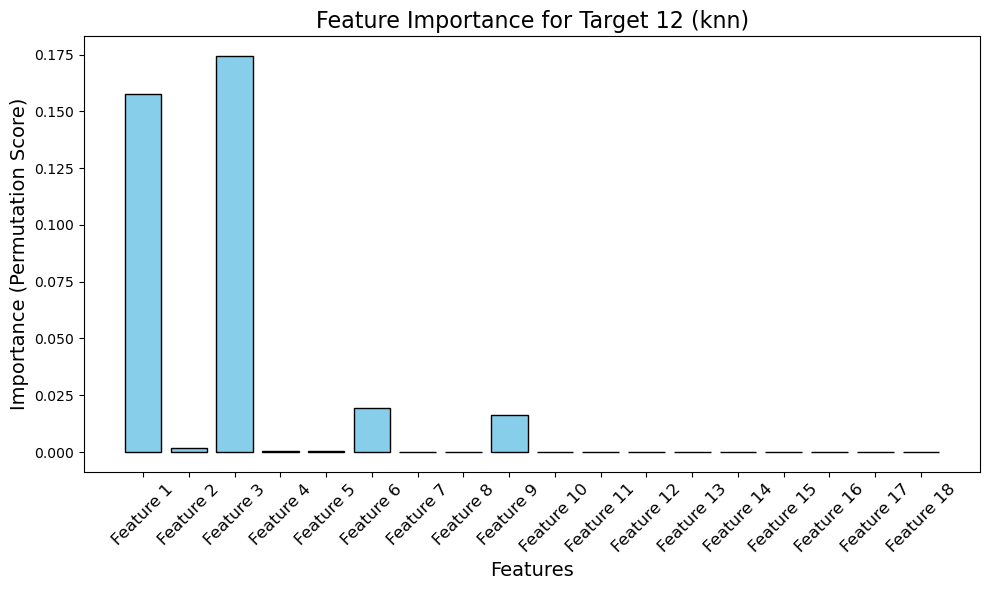 Feature Importance for Target 12 (knn)
Importance (Permutation Score)
0.175
0.150
0.125
0.100
0.075
0.050
0.025
0.000
Feature 1
Feature 2
Feature 3
Feature 4
Feature 5
Feature 6
Feature 7
Feature 8
Feature 9
Feature 10
Feature 11
Feature 12
Feature 13
Feature 14
Feature 15
Feature 16
Feature 17
Feature 18
Features